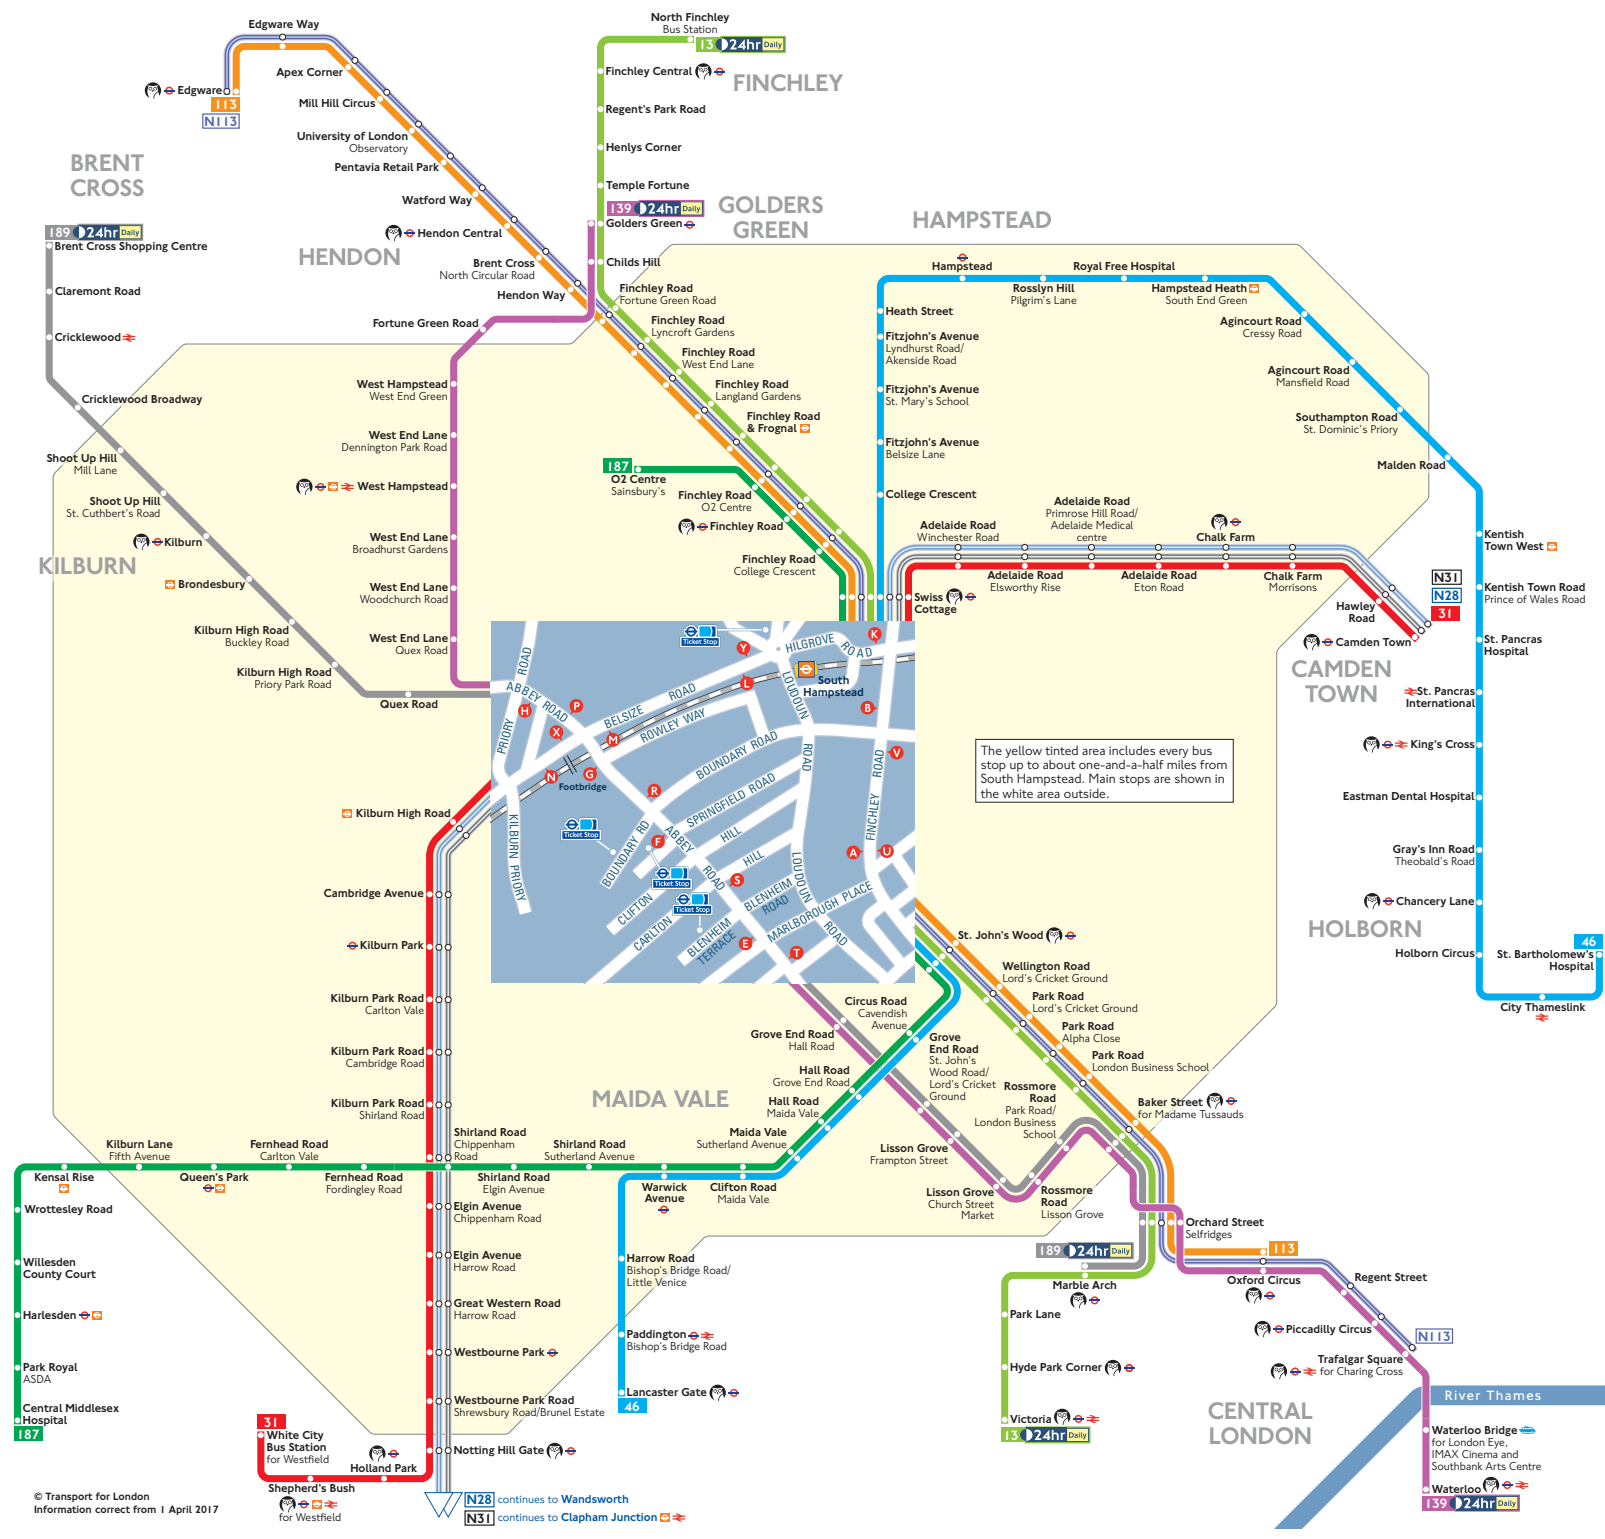 Edgware Way
Apex Corner
Edgware
113
N113
Mill Hill Circus
University of London
Observatory
Pentavia Retail Park
Watford Way
Hendon Central
Brent Cross
North Circular Road
Hendon Way
BRENT
CROSS
HENDON
North Finchley
Bus Station
13 24hr Daily
Finchley Central
FINCHLEY
Regent's Park Road
Henlys Corner
Temple Fortune
139 24hr Daily
Golders Green
GOLDERS
GREEN
Childs Hill
HAMPSTEAD
189 24hr Daily
Brent Cross Shopping Centre
Claremont Road
Cricklewood
Cricklewood Broadway
Shoot Up Hill
Mill Lane
Shoot Up Hill
St. Cuthbert's Road
Kilburn
KILBURN
Brondesbury
Kilburn High Road
Buckley Road
Kilburn High Road
Priory Park Road
Quex Road
Fortune Green Road
West Hampstead
West End Green
West End Lane
Dennington Park Road
West Hampstead
West End Lane
Broadhurst Gardens
West End Lane
Woodchurch Road
West End Lane
Quex Road
Finchley Road
Fortune Green Road
Finchley Road
Lyncroft Gardens
Finchley Road
West End Lane
Finchley Road
Langland Gardens
Finchley Road
& Frognal
187
O2 Centre
Sainsbury's
Finchley Road
O2 Centre
Finchley Road
Finchley Road
College Crescent
Hampstead
Rosslyn Hill
Pilgrim's Lane
Royal Free Hospital
Hampstead Heath
South End Green
Agincourt Road
Cressy Road
Agincourt Road
Mansfield Road
Southampton Road
St. Dominic's Priory
Malden Road
Heath Street
Fitzjohn's Avenue
Lyndhurst Road/
Akenside Road
Fitzjohn's Avenue
St. Mary's School
Fitzjohn's Avenue
Belsize Lane
College Crescent
Adelaide Road
Winchester Road
Adelaide Road
Primrose Hill Road/
Adelaide Medical
centre
Chalk Farm
Adelaide Road
Elsworthy Rise
Adelaide Road
Eton Road
Chalk Farm
Morrisons
Swiss
Cottage
Hawley
Road
N31
N28
31
Camden Town
CAMDEN
TOWN
Kentish
Town West
Kentish Town Road
Prince of Wales Road
St. Pancras
Hospital
St. Pancras
International
King's Cross
Eastman Dental Hospital
Gray's Inn Road
Theobald's Road
Chancery Lane
HOLBORN
Holborn Circus
46
St. Bartholomew's
Hospital
City Thameslink
The yellow tinted area includes every bus
stop up to about one-and-a-half miles from
South Hampstead. Main stops are shown in
the white area outside.
Ticket Stop
HILGROVE
ROAD
K
Y
L
South
Hampstead
ROAD
ABBEY ROAD
H
P
X
BELSIZE
ROAD
ROWLEY WAY
M
LOUDOUN
ROAD
B
V
PRIORY
N
G
Footbridge
BOUNDARY ROAD
R
SPRINGFIELD ROAD
FINCHLEY
ROAD
KILBURN PRIORY
Ticket Stop
BOUNDARY RD
F
ABBEY
ROAD
HILL
HILL
A
U
Ticket Stop
S
CLIFTON
CARLTON
Ticket Stop
BLENHEIM
ROAD
LOUDOUN
ROAD
MARLBOROUGH PLACE
BLENHEIM
TERRACE
E
T
Kilburn High Road
Cambridge Avenue
Kilburn Park
Kilburn Park Road
Carlton Vale
Kilburn Park Road
Cambridge Road
Kilburn Park Road
Shirland Road
MAIDA VALE
Shirland Road
Chippenham
Road
Kilburn Lane
Fifth Avenue
Fernhead Road
Carlton Vale
Kensal Rise
Queen's Park
Fernhead Road
Fordingley Road
Shirland Road
Sutherland Avenue
Shirland Road
Elgin Avenue
Maida Vale
Sutherland Avenue
Hall Road
Maida Vale
Hall Road
Grove End Road
Grove End Road
Hall Road
Circus Road
Cavendish
Avenue
Grove
End Road
St. John's
Wood Road/
Lord's Cricket
Ground
Warwick
Avenue
Clifton Road
Maida Vale
Wrottesley Road
Willesden
County Court
Harlesden
Park Royal
ASDA
Central Middlesex
Hospital
187
Elgin Avenue
Chippenham Road
Elgin Avenue
Harrow Road
Great Western Road
Harrow Road
Westbourne Park
Westbourne Park Road
Shrewsbury Road/Brunel Estate
Notting Hill Gate
31
White City
Bus Station
for Westfield
Holland Park
Shepherd's Bush
for Westfield
N28 continues to Wandsworth
N31 continues to Clapham Junction
Harrow Road
Bishop's Bridge Road/
Little Venice
Paddington
Bishop's Bridge Road
Lancaster Gate
46
St. John's Wood
Wellington Road
Lord's Cricket Ground
Park Road
Lord's Cricket Ground
Park Road
Alpha Close
Park Road
London Business School
Rossmore
Road
Park Road/
London Business
School
Baker Street
for Madame Tussauds
Lisson Grove
Frampton Street
Lisson Grove
Church Street
Market
Rossmore
Road
Lisson Grove
Orchard Street
Selfridges
189 24hr Daily
Marble Arch
113
Oxford Circus
Regent Street
Park Lane
Hyde Park Corner
Victoria
13 24hr Daily
Piccadilly Circus
N113
Trafalgar Square
for Charing Cross
River Thames
CENTRAL
LONDON
Waterloo Bridge
for London Eye,
IMAX Cinema and
Southbank Arts Centre
Waterloo
139 24hr Daily
© Transport for London
Information correct from 1 April 2017